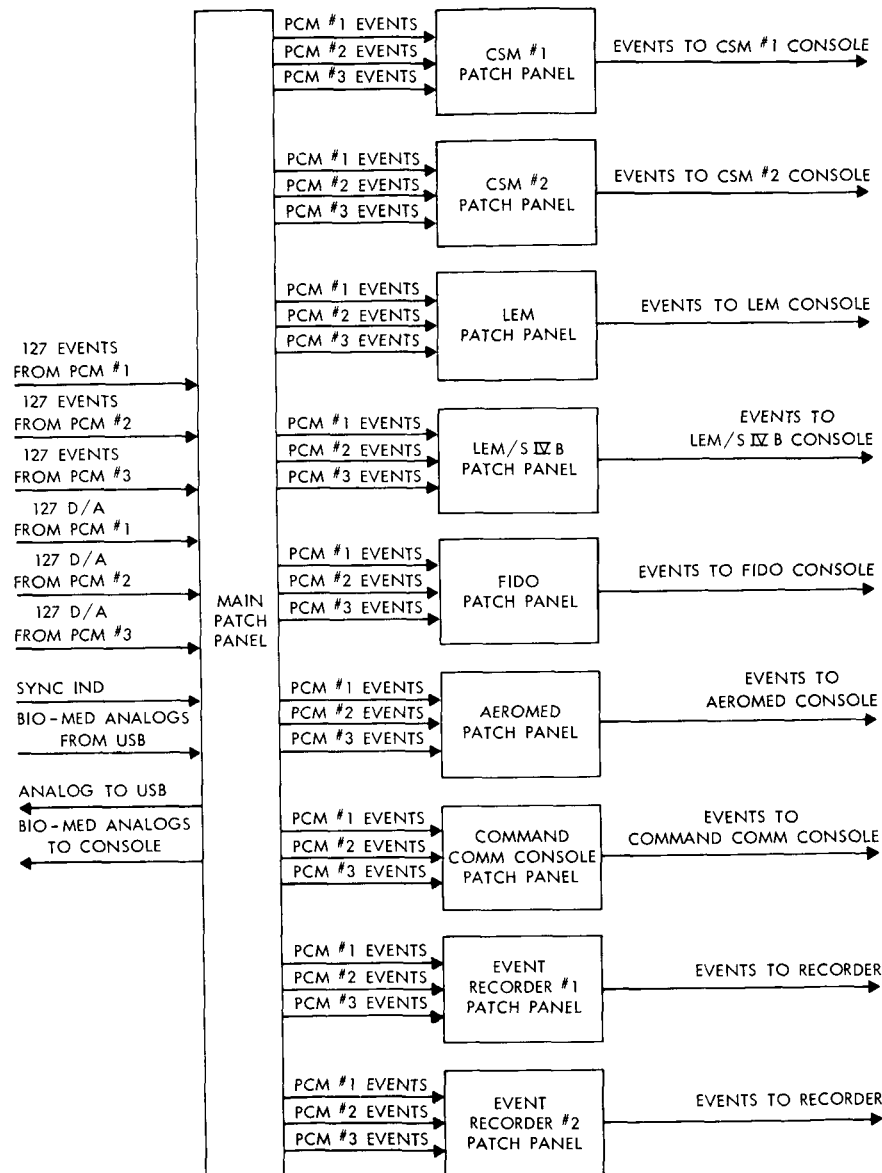 127 EVENTS
FROM PCM #1
127 EVENTS
FROM PCM #2
127 EVENTS
FROM PCM #3
127 D/A
FROM PCM #1
127 D/A
FROM PCM #2
127 D/A
FROM PCM #3
SYNC IND
BIO-MED ANALOGS
FROM USB
ANALOG TO USB
BIO-MED ANALOGS
TO CONSOLE
MAIN
PATCH
PANEL
PCM #1 EVENTS
PCM #2 EVENTS
PCM #3 EVENTS
CSM #1
PATCH PANEL
EVENTS TO CSM #1 CONSOLE
PCM #1 EVENTS
PCM #2 EVENTS
PCM #3 EVENTS
CSM #2
PATCH PANEL
EVENTS TO CSM #2 CONSOLE
PCM #1 EVENTS
PCM #2 EVENTS
PCM #3 EVENTS
LEM
PATCH PANEL
EVENTS TO LEM CONSOLE
PCM #1 EVENTS
PCM #2 EVENTS
PCM #3 EVENTS
LEM/S IV B
PATCH PANEL
EVENTS TO
LEM/S IV B CONSOLE
PCM #1 EVENTS
PCM #2 EVENTS
PCM #3 EVENTS
FIDO
PATCH PANEL
EVENTS TO FIDO CONSOLE
PCM #1 EVENTS
PCM #2 EVENTS
PCM #3 EVENTS
AEROMED
PATCH PANEL
EVENTS TO
AEROMED CONSOLE
PCM #1 EVENTS
PCM #2 EVENTS
PCM #3 EVENTS
COMMAND
COMM CONSOLE
PATCH PANEL
EVENTS TO
COMMAND COMM CONSOLE
PCM #1 EVENTS
PCM #2 EVENTS
PCM #3 EVENTS
EVENT
RECORDER #1
PATCH PANEL
EVENTS TO RECORDER
PCM #1 EVENTS
PCM #2 EVENTS
PCM #3 EVENTS
EVENT
RECORDER #2
PATCH PANEL
EVENTS TO RECORDER